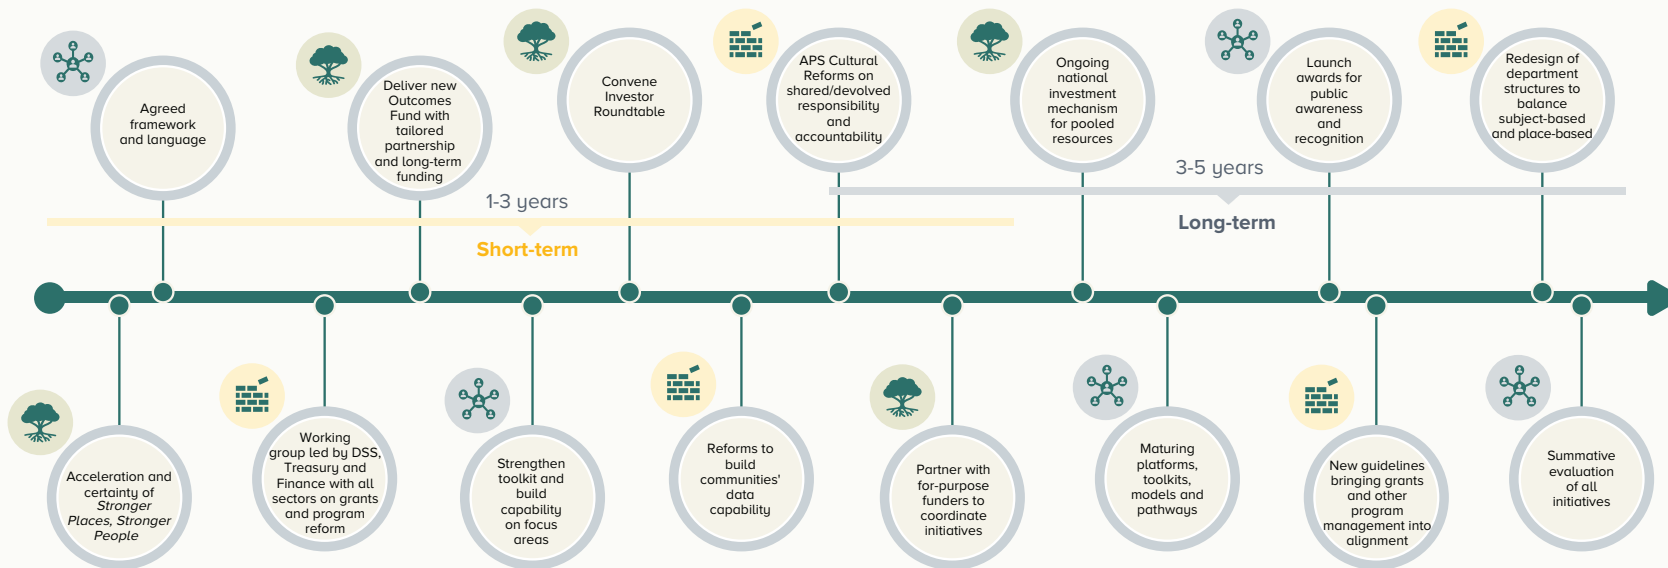 Agreed
framework
and language
Deliver new
Outcomes
Fund with
tailored
partnership
and long-term
funding
Convene
Investor
Roundtable
APS Cultural
Reforms on
shared/devolved
responsibility
and
accountability
Ongoing
national
investment
mechanism
for pooled
resources
Launch
awards for
public
awareness
and
recognition
Redesign of
department
structures to
balance
subject-based
and place-based
1-3 years
Short-term
3-5 years
Long-term
Acceleration and
certainty of
Stronger
Places, Stronger
People
Working
group led by DSS,
Treasury and
Finance with all
sectors on grants
and program
reform
Strengthen
toolkit and
build
capability
on focus
areas
Reforms to
build
communities'
data
capability
Partner with
for-purpose
funders to
coordinate
initiatives
Maturing
platforms,
toolkits,
models and
pathways
New guidelines
bringing grants
and other
program
management into
alignment
Summative
evaluation
of all
initiatives